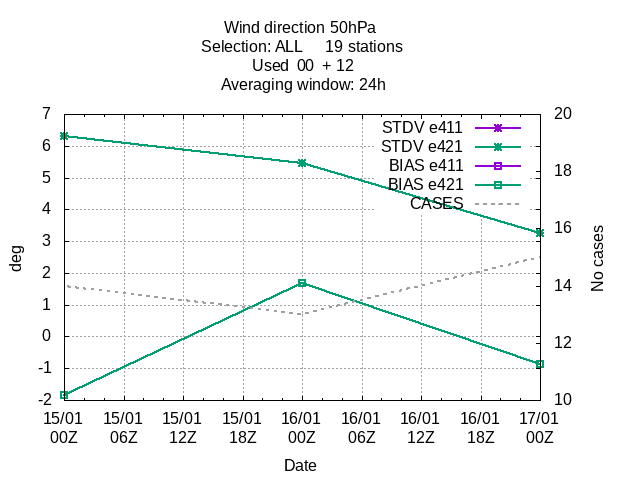 Wind direction 50hPa
Selection: ALL     19 stations
Used  00  + 12
Averaging window: 24h
7
6
5
4
3
2
1
0
-1
-2
deg
20
18
16
14
12
10
No cases
STDV e411
STDV e421
BIAS e411
BIAS e421
CASES
15/01 15/01 15/01 15/01 16/01 16/01 16/01 16/01 17/01
00Z 06Z 12Z 18Z 00Z 06Z 12Z 18Z 00Z
Date